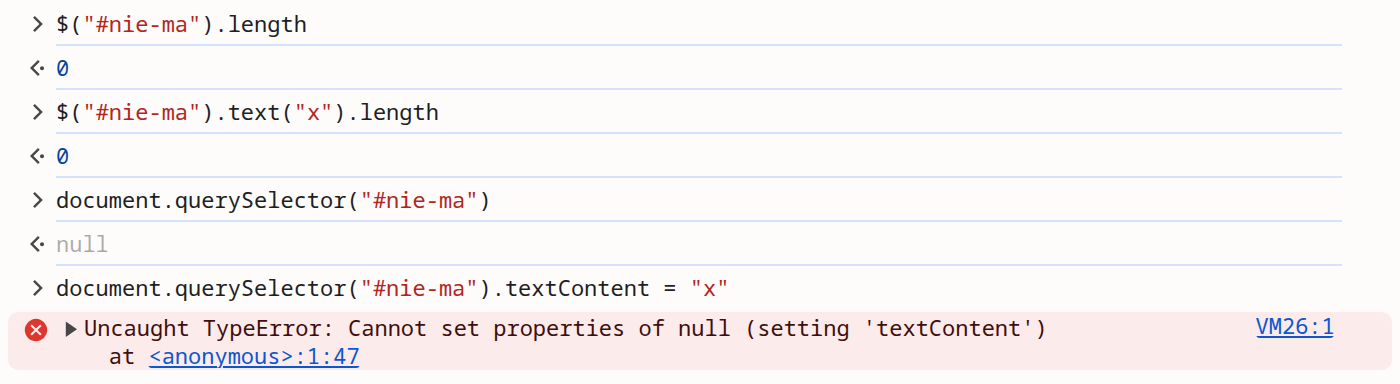 $("#nie-ma").length
0
$("#nie-ma").text("x").length
0
document.querySelector("#nie-ma")
null
document.querySelector("#nie-ma").textContent = "x"
Uncaught TypeError: Cannot set properties of null (setting 'textContent') VM26:1
at <anonymous>:1:47